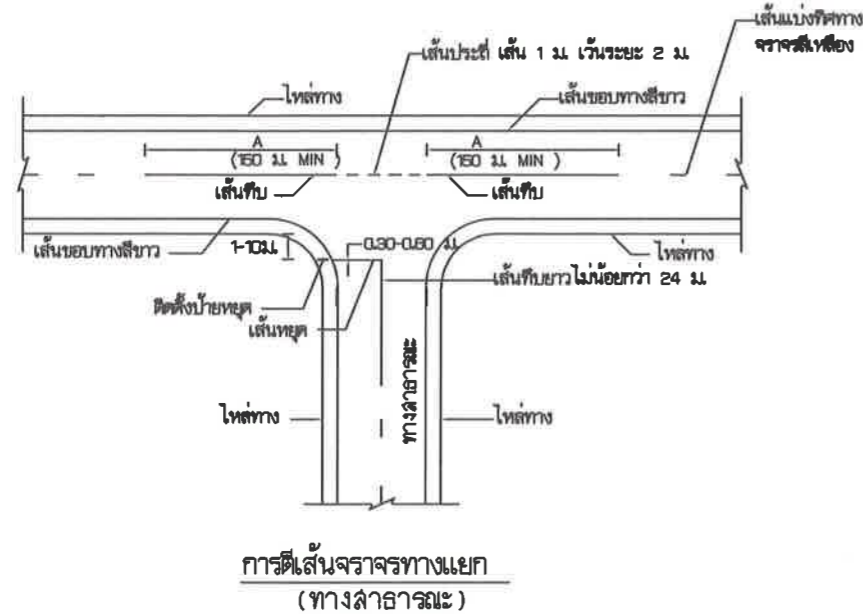 เส้นแบ่งทิศทาง
จราจรสีเหลือง
เส้นประถี่ เส้น 1 ม. เว้นระยะ 2 ม.
ไหล่ทาง
เส้นขอบทางสีขาว
A
(150 ม. MIN )
A
(150 ม. MIN )
เส้นทึบ
เส้นทึบ
เส้นขอบทางสีขาว
1-10ม.
0.30-0.60 ม.
ไหล่ทาง
เส้นทึบยาวไม่น้อยกว่า 24 ม.
ติดตั้งป้ายหยุด
เส้นหยุด
ทางสาธารณะ
ไหล่ทาง
ไหล่ทาง
การตีเส้นจราจรทางแยก
(ทางสาธารณะ)